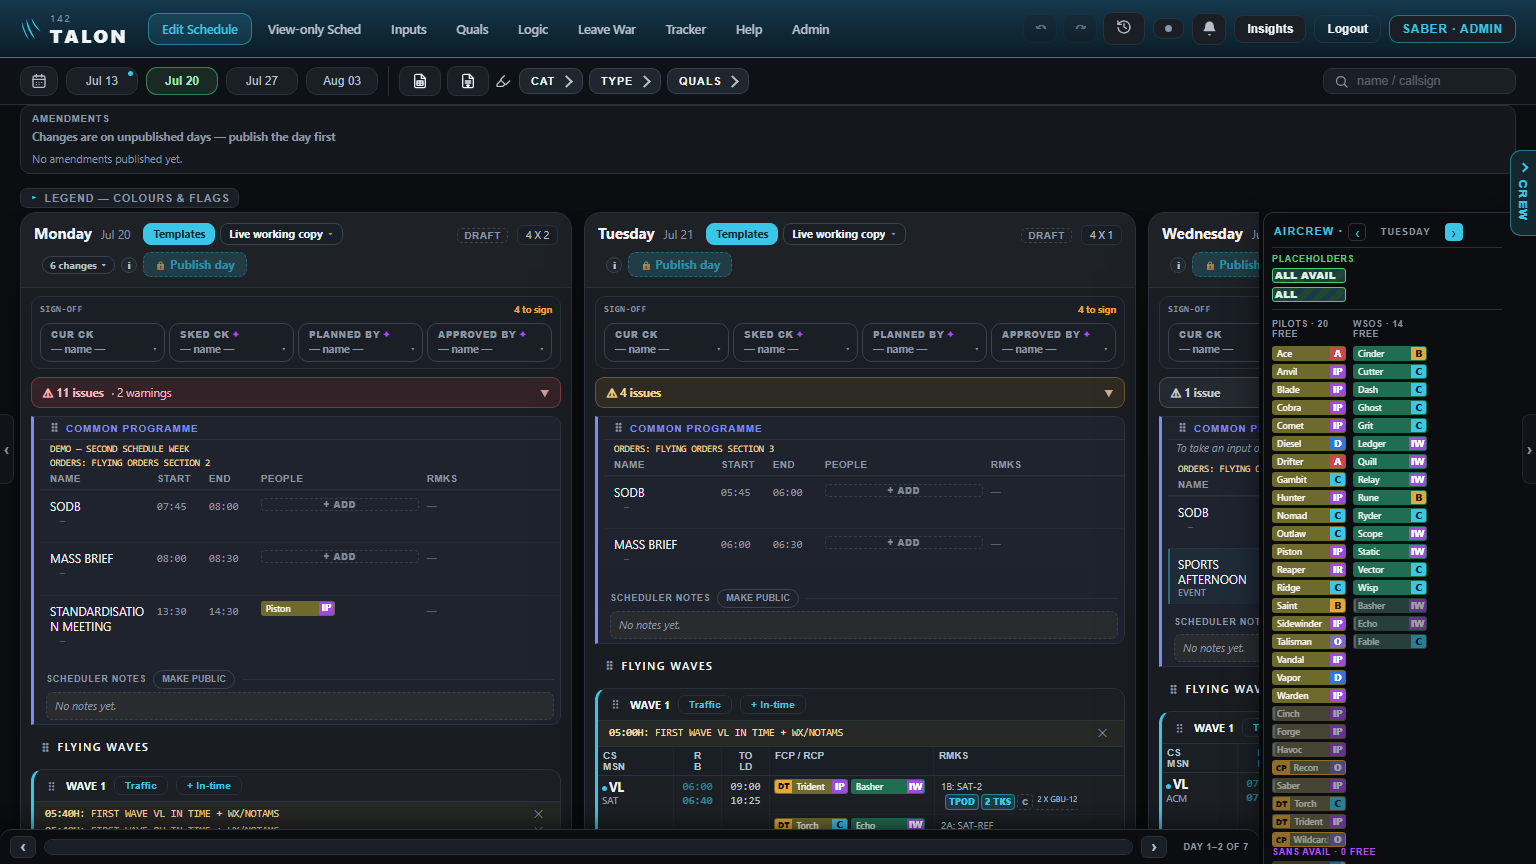 142
TALON
Edit Schedule
View-only Sched
Inputs
Quals
Logic
Leave War
Tracker
Help
Admin
Insights
Logout
SABER · ADMIN
Jul 13
Jul 20
Jul 27
Aug 03
CAT
TYPE
QUALS
name / callsign
AMENDMENTS
Changes are on unpublished days — publish the day first
No amendments published yet.
CREW
LEGEND — COLOURS & FLAGS
Monday Jul 20
Templates
Live working copy
DRAFT
4 X 2
6 changes
i
Publish day
SIGN-OFF
4 to sign
CUR CK
— name —
SKED CK
— name —
PLANNED BY
— name —
APPROVED BY
— name —
11 issues · 2 warnings
COMMON PROGRAMME
DEMO — SECOND SCHEDULE WEEK
ORDERS: FLYING ORDERS SECTION 2
NAME START END PEOPLE RMKS
SODB 07:45 08:00 + ADD —
—
MASS BRIEF 08:00 08:30 + ADD —
—
STANDARDISATIO
N MEETING 13:30 14:30 Piston IP —
—
SCHEDULER NOTES MAKE PUBLIC
No notes yet.
FLYING WAVES
WAVE 1 Traffic + In-time
05:40H: FIRST WAVE VL IN TIME + WX/NOTAMS
Tuesday Jul 21
Templates
Live working copy
DRAFT
4 X 1
i
Publish day
SIGN-OFF
4 to sign
CUR CK
— name —
SKED CK
— name —
PLANNED BY
— name —
APPROVED BY
— name —
4 issues
COMMON PROGRAMME
ORDERS: FLYING ORDERS SECTION 3
NAME START END PEOPLE RMKS
SODB 05:45 06:00 + ADD —
—
MASS BRIEF 06:00 06:30 + ADD —
—
SCHEDULER NOTES MAKE PUBLIC
No notes yet.
FLYING WAVES
WAVE 1 Traffic + In-time
05:00H: FIRST WAVE VL IN TIME + WX/NOTAMS
CS R TO FCP / RCP RMKS
MSN B LD
VL 06:00 09:00 DT Trident IP Basher IW 1B: SAT-2
SAT 06:40 10:25 TPOD 2 TKS C 2 X GBU-12
DT Torch C Echo IW 2A: SAT-REF
Wednesday
Templates
i
Publish
SIGN-OFF
CUR CK
— name —
1 issue
COMMON P
To take an input o
ORDERS: FLYING O
NAME
SODB
—
SPORTS
AFTERNOON
EVENT
SCHEDULER NOT
No notes yet.
FLYING WAV
WAVE 1
CS
MSN
VL 07
ACM 07
AIRCREW · TUESDAY
PLACEHOLDERS
ALL AVAIL
ALL
PILOTS · 20
FREE
WSOS · 14
FREE
Ace A Cinder B
Anvil IP Cutter C
Blade IP Dash C
Cobra IP Ghost C
Comet IP Grit C
Diesel D Ledger IW
Drifter A Quill IW
Gambit C Relay IW
Hunter IP Rune B
Nomad C Ryder C
Outlaw C Scope IW
Piston IP Static IW
Reaper IR Vector C
Ridge C Wisp C
Saint B Basher IW
Sidewinder IP Echo IW
Talisman O Fable C
Vandal IP
Vapor D
Warden IP
Cinch IP
Forge IP
Havoc IP
CP Recon O
Saber IP
DT Torch C
DT Trident IP
CP Wildcard O
SANS AVAIL · 0 FREE
DAY 1–2 OF 7